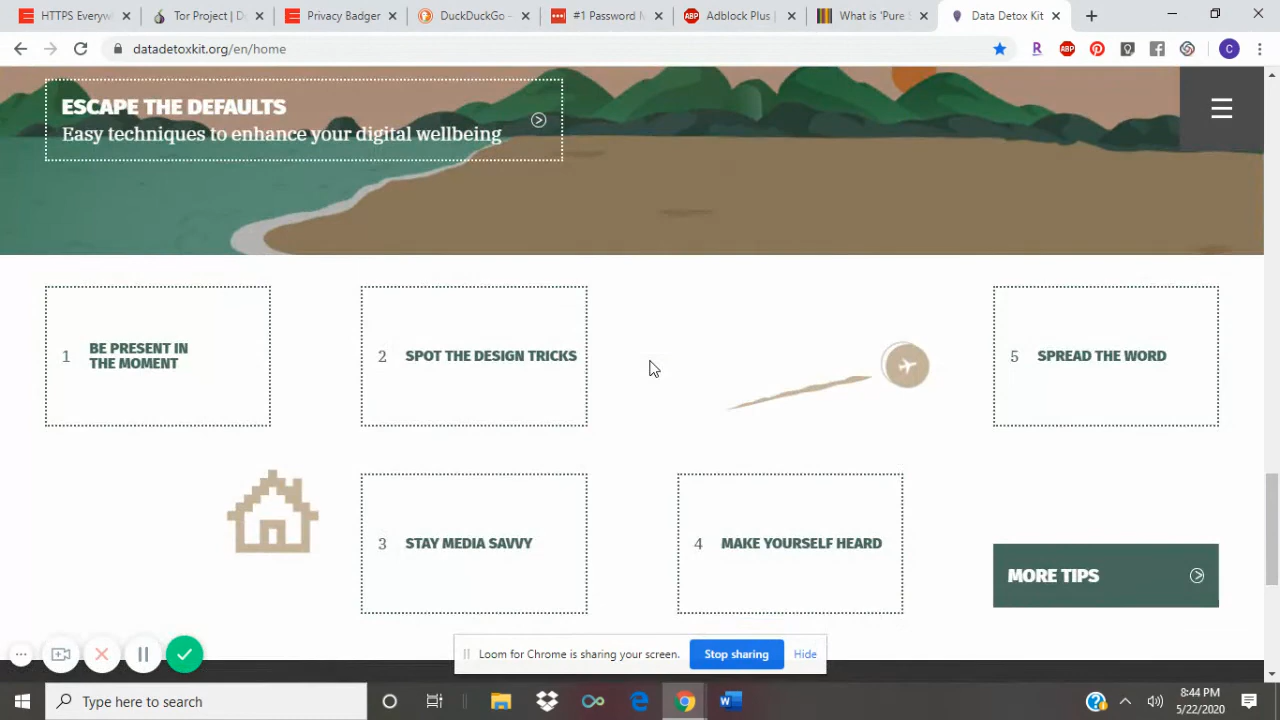 HTTPS Everyw
Tor Project | D
Privacy Badger
DuckDuckGo –
#1 Password M
Adblock Plus |
What is 'Pure S
Data Detox Kit
datadetoxkit.org/en/home
R
ABP
C
ESCAPE THE DEFAULTS
Easy techniques to enhance your digital wellbeing
1 BE PRESENT IN
THE MOMENT
2 SPOT THE DESIGN TRICKS
5 SPREAD THE WORD
3 STAY MEDIA SAVVY
4 MAKE YOURSELF HEARD
MORE TIPS
Loom for Chrome is sharing your screen.
Stop sharing
Hide
Type here to search
8:44 PM
5/22/2020